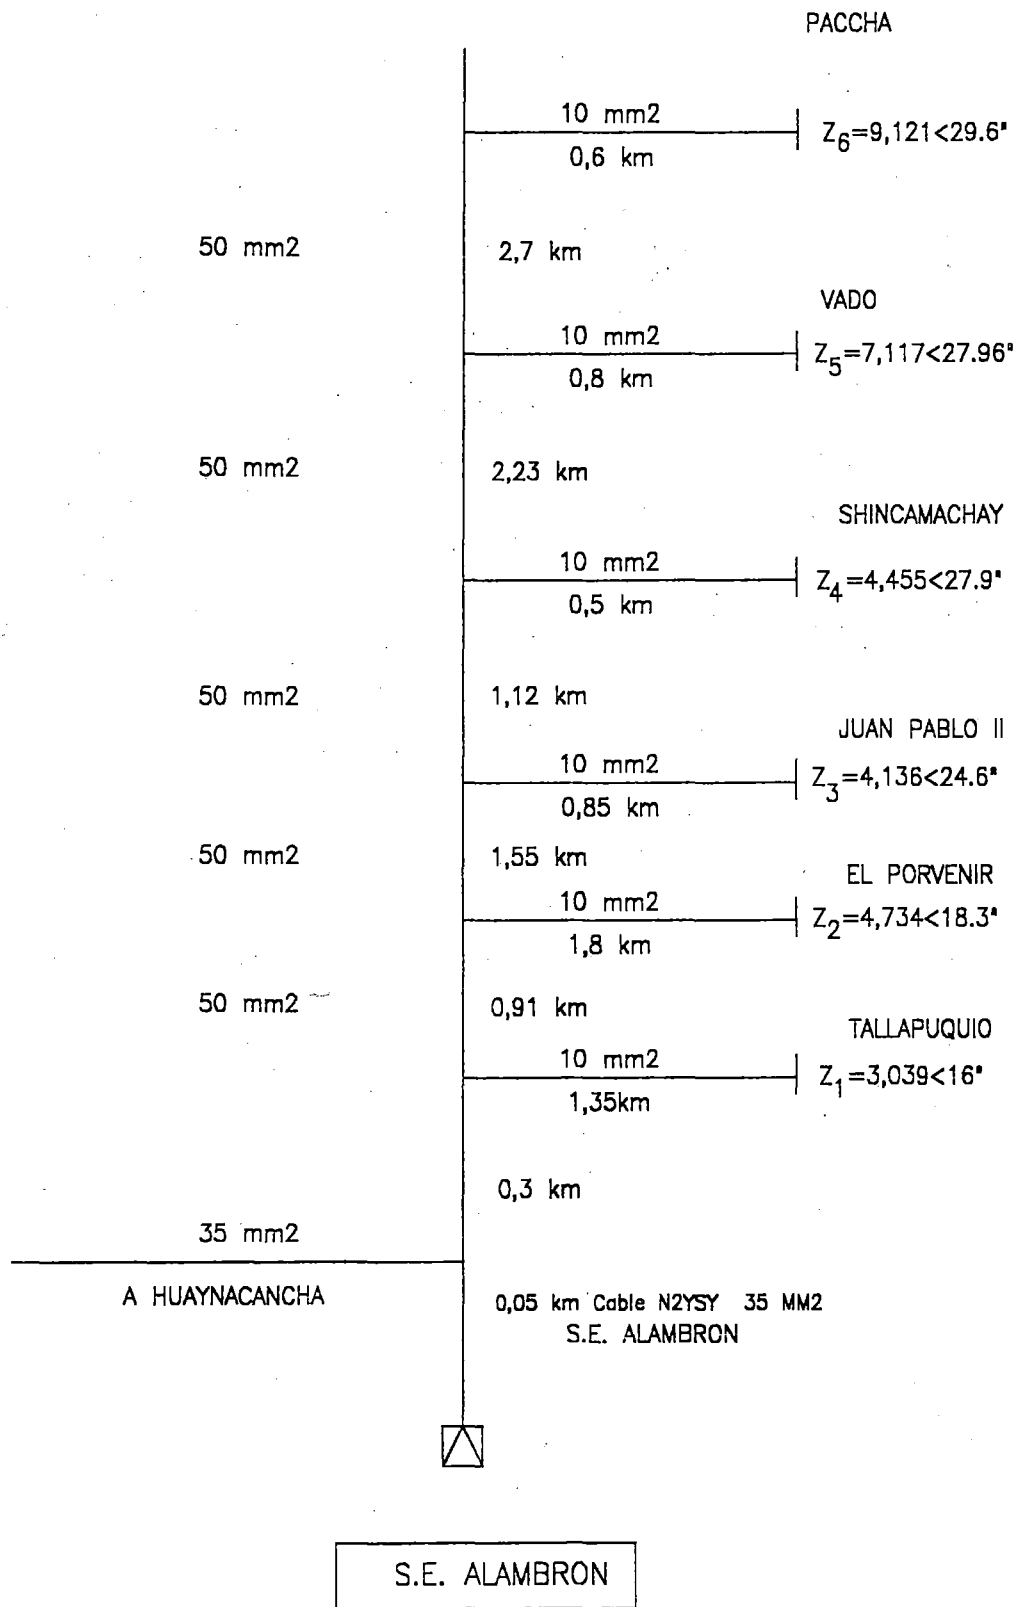 PACCHA
10 mm2
0,6 km
Z6=9,121<29.6°
50 mm2
2,7 km
VADO
10 mm2
0,8 km
Z5=7,117<27.96°
50 mm2
2,23 km
SHINCAMACHAY
10 mm2
0,5 km
Z4=4,455<27.9°
50 mm2
1,12 km
JUAN PABLO II
10 mm2
0,85 km
Z3=4,136<24.6°
50 mm2
1,55 km
EL PORVENIR
10 mm2
1,8 km
Z2=4,734<18.3°
50 mm2
0,91 km
TALLAPUQUIO
10 mm2
1,35km
Z1=3,039<16°
0,3 km
35 mm2
A HUAYNACANCHA
0,05 km Cable N2YSY 35 MM2
S.E. ALAMBRON
S.E. ALAMBRON